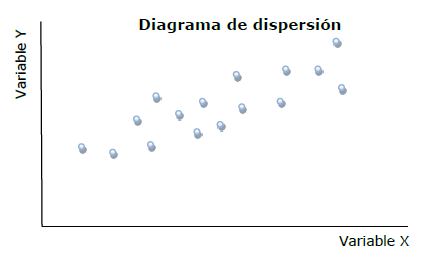 Diagrama de dispersión
Variable Y
Variable X